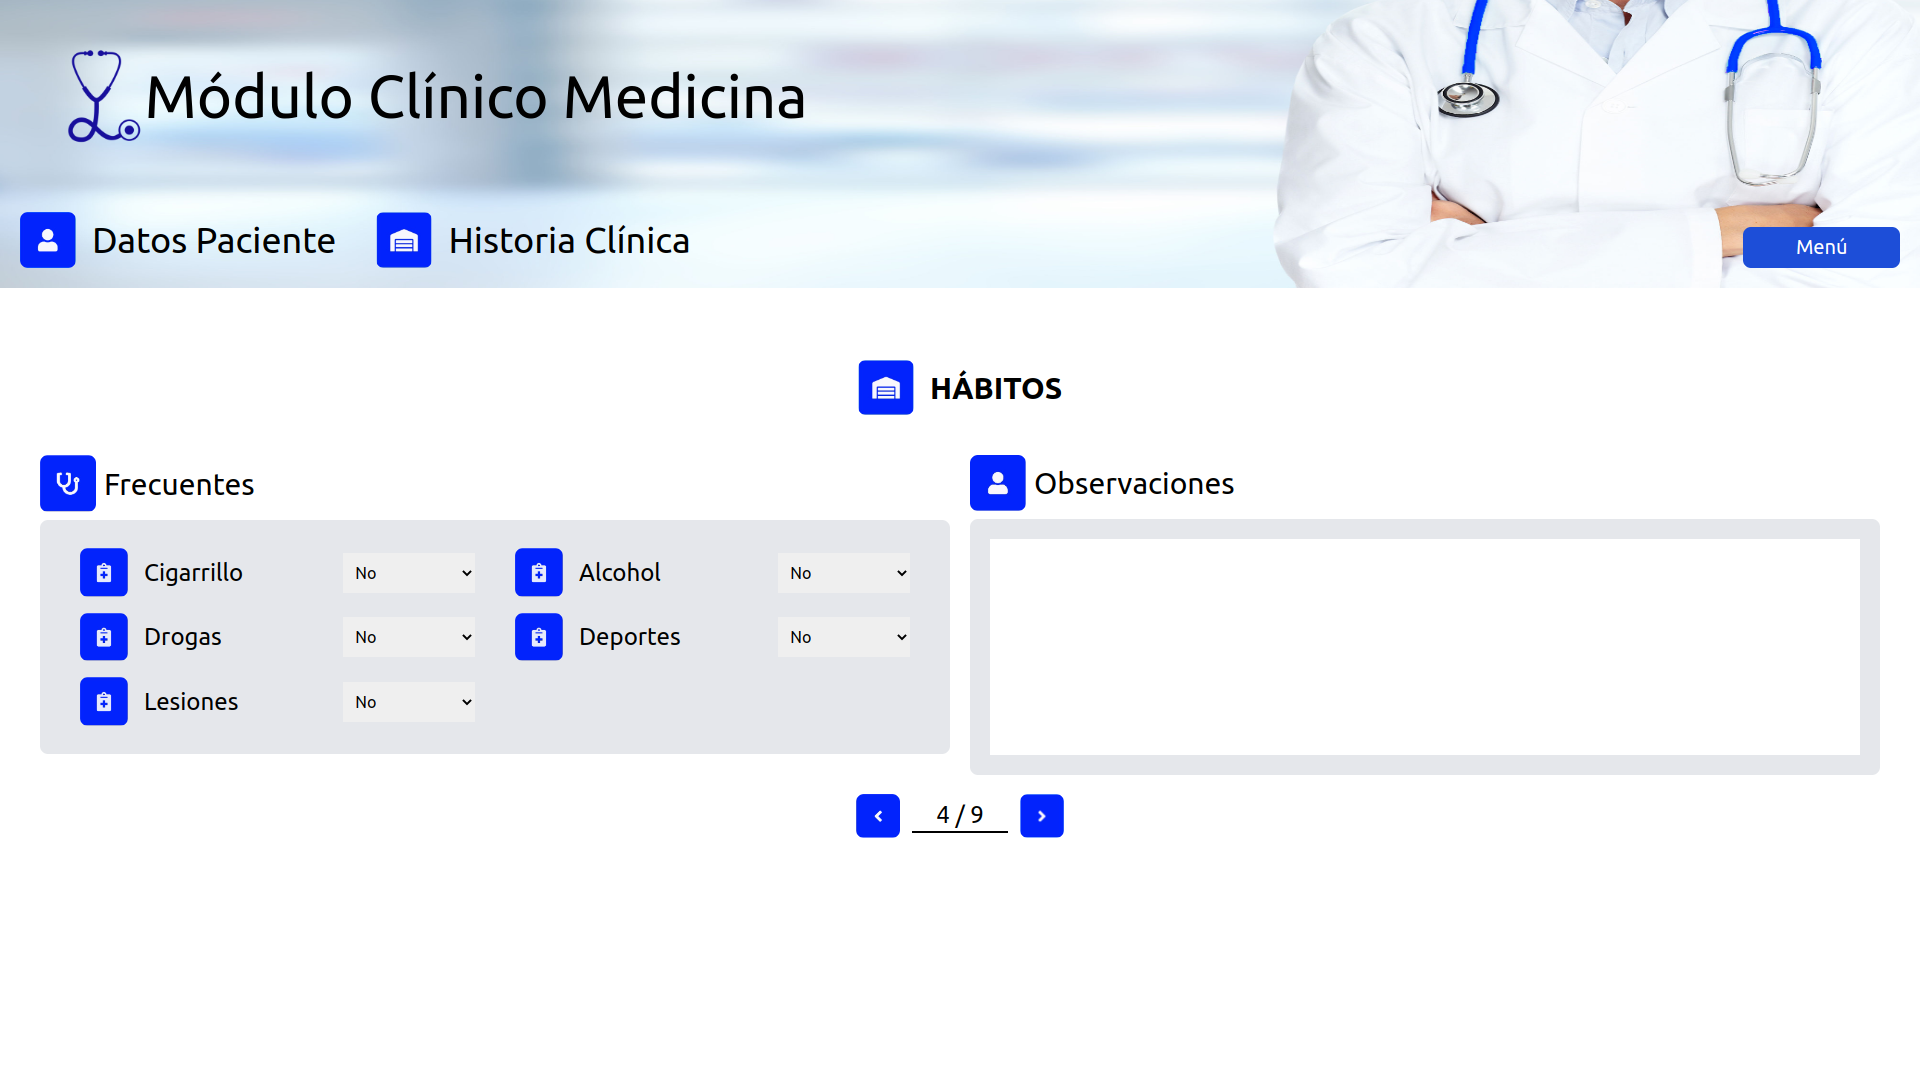 Módulo Clínico Medicina
Datos Paciente
Historia Clínica
Menú
HÁBITOS
Frecuentes
Observaciones
Cigarrillo
No
Alcohol
No
Drogas
No
Deportes
No
Lesiones
No
4 / 9